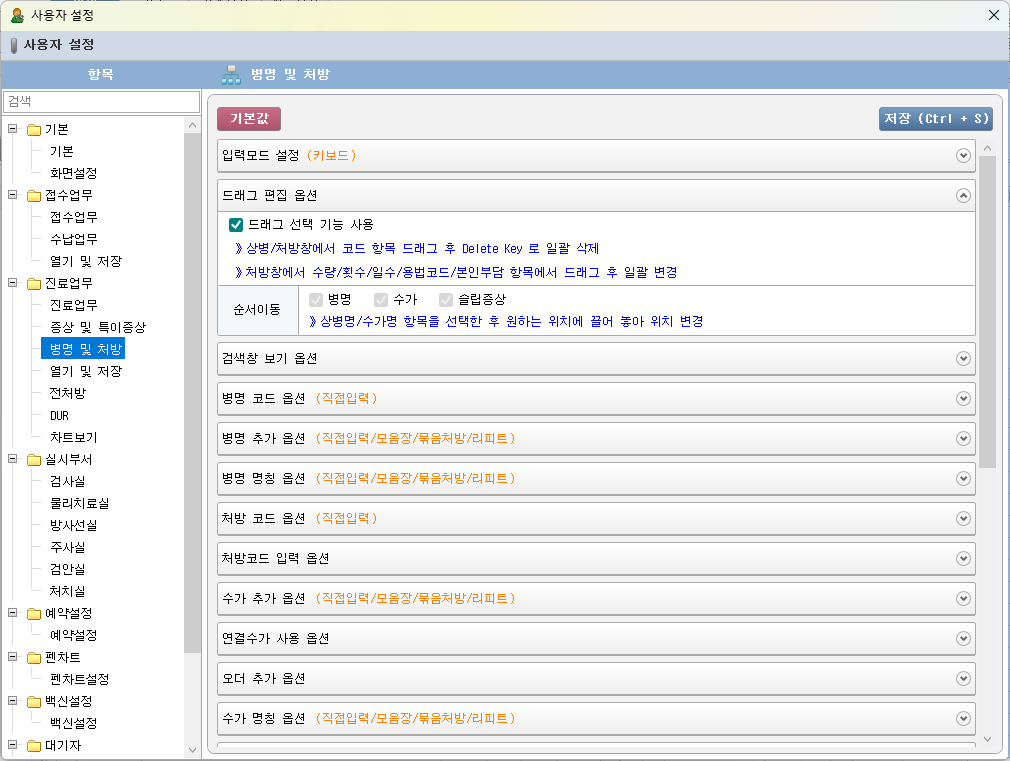 사용자 설정
사용자 설정
항목
병명 및 처방
검색
기본
기본
화면설정
접수업무
접수업무
수납업무
열기 및 저장
진료업무
진료업무
증상 및 특이증상
병명 및 처방
열기 및 저장
전처방
DUR
차트보기
실시부서
검사실
물리치료실
방사선실
주사실
검안실
처치실
예약설정
예약설정
펜차트
펜차트설정
백신설정
백신설정
대기자
기본값
저장 (Ctrl + S)
입력모드 설정 (키보드)
드래그 편집 옵션
드래그 선택 기능 사용
》상병/처방창에서 코드 항목 드래그 후 Delete Key 로 일괄 삭제
》처방창에서 수량/횟수/일수/용법코드/본인부담 항목에서 드래그 후 일괄 변경
순서이동
병명 수가 슬립증상
》상병명/수가명 항목을 선택한 후 원하는 위치에 끌어 놓아 위치 변경
검색창 보기 옵션
병명 코드 옵션 (직접입력)
병명 추가 옵션 (직접입력/모음장/묶음처방/리피트)
병명 명칭 옵션 (직접입력/모음장/묶음처방/리피트)
처방 코드 옵션 (직접입력)
처방코드 입력 옵션
수가 추가 옵션 (직접입력/모음장/묶음처방/리피트)
연결수가 사용 옵션
오더 추가 옵션
수가 명칭 옵션 (직접입력/모음장/묶음처방/리피트)